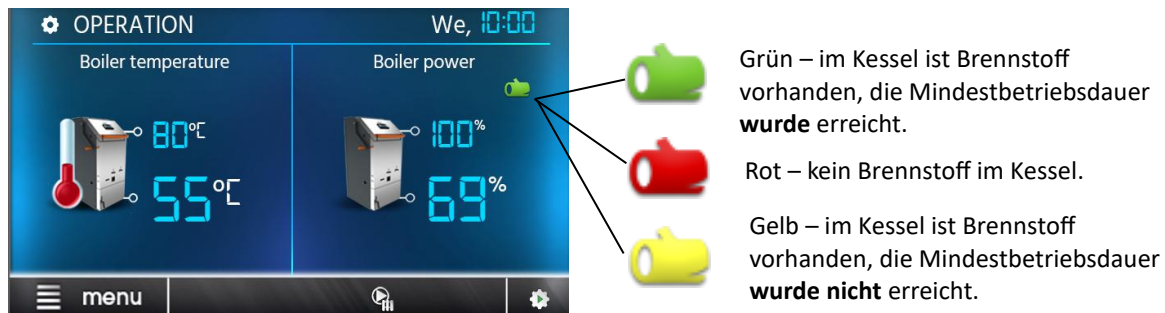 OPERATION We, 10:00
Boiler temperature Boiler power
80°C 100%
55°C 69%
menu
Grün – im Kessel ist Brennstoff
vorhanden, die Mindestbetriebsdauer
wurde erreicht.
Rot – kein Brennstoff im Kessel.
Gelb – im Kessel ist Brennstoff
vorhanden, die Mindestbetriebsdauer
wurde nicht erreicht.